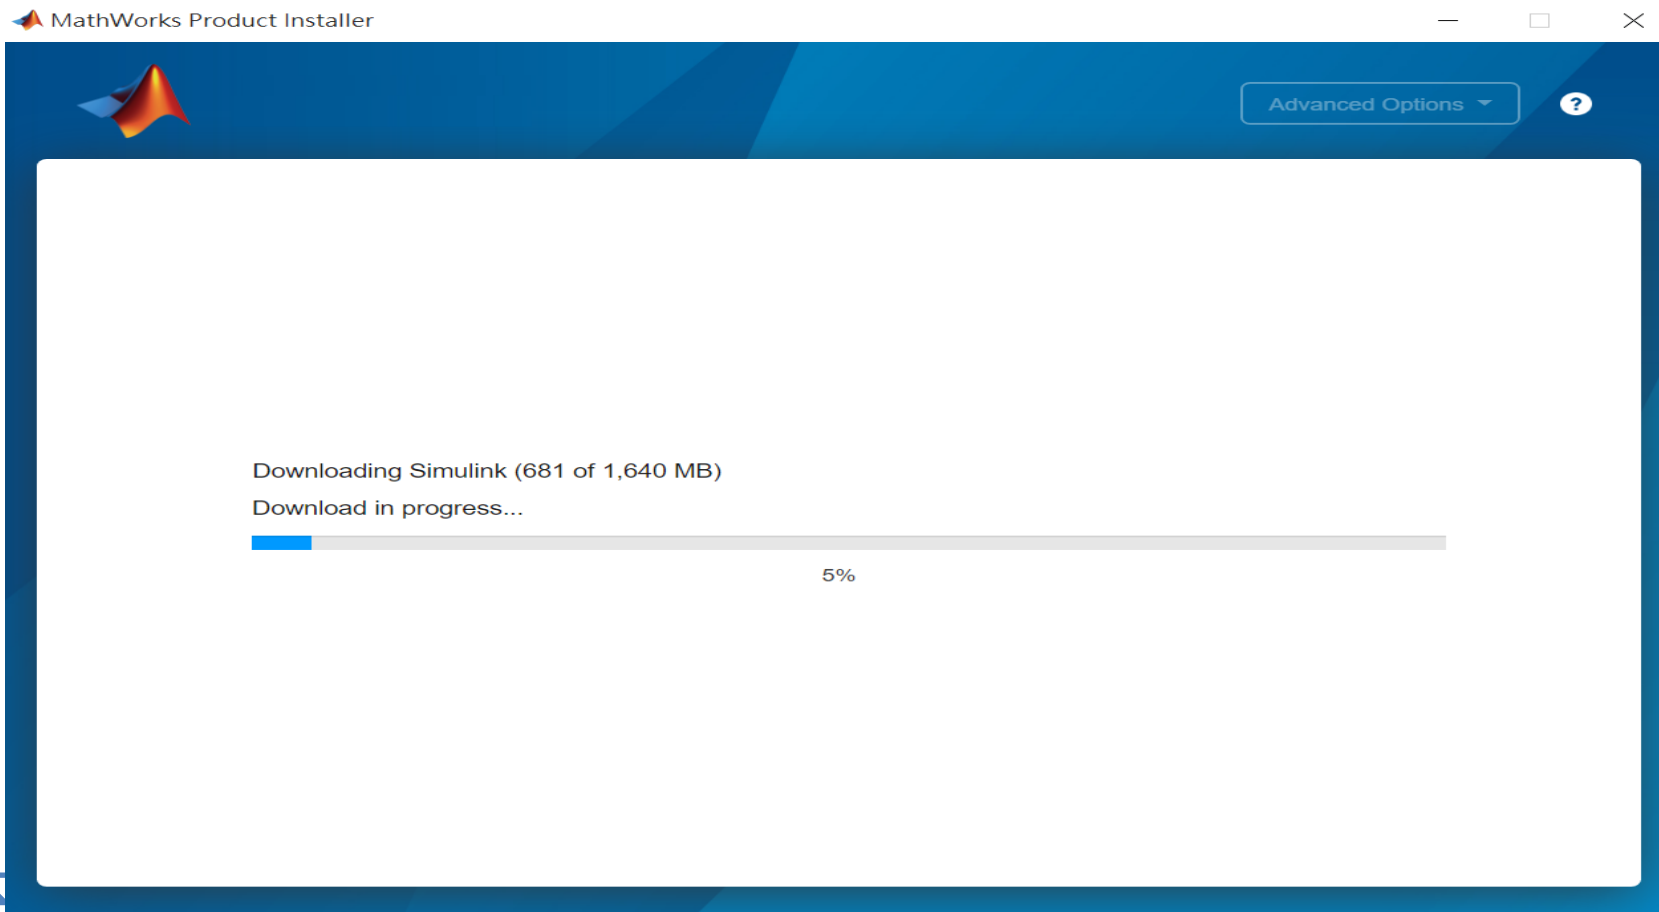 MathWorks Product Installer
Advanced Options
?
Downloading Simulink (681 of 1,640 MB)
Download in progress...
5%